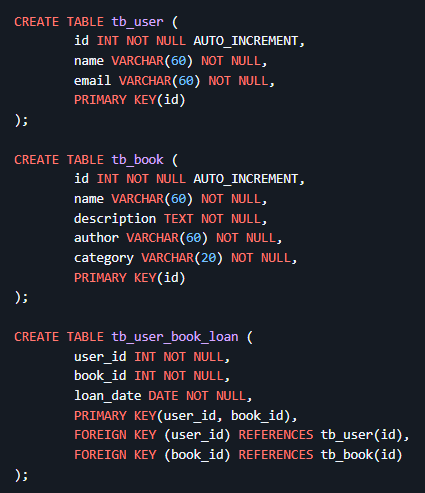 CREATE TABLE tb_user (
        id INT NOT NULL AUTO_INCREMENT,
        name VARCHAR(60) NOT NULL,
        email VARCHAR(60) NOT NULL,
        PRIMARY KEY(id)
);

CREATE TABLE tb_book (
        id INT NOT NULL AUTO_INCREMENT,
        name VARCHAR(60) NOT NULL,
        description TEXT NOT NULL,
        author VARCHAR(60) NOT NULL,
        category VARCHAR(20) NOT NULL,
        PRIMARY KEY(id)
);

CREATE TABLE tb_user_book_loan (
        user_id INT NOT NULL,
        book_id INT NOT NULL,
        loan_date DATE NOT NULL,
        PRIMARY KEY(user_id, book_id),
        FOREIGN KEY (user_id) REFERENCES tb_user(id),
        FOREIGN KEY (book_id) REFERENCES tb_book(id)
);